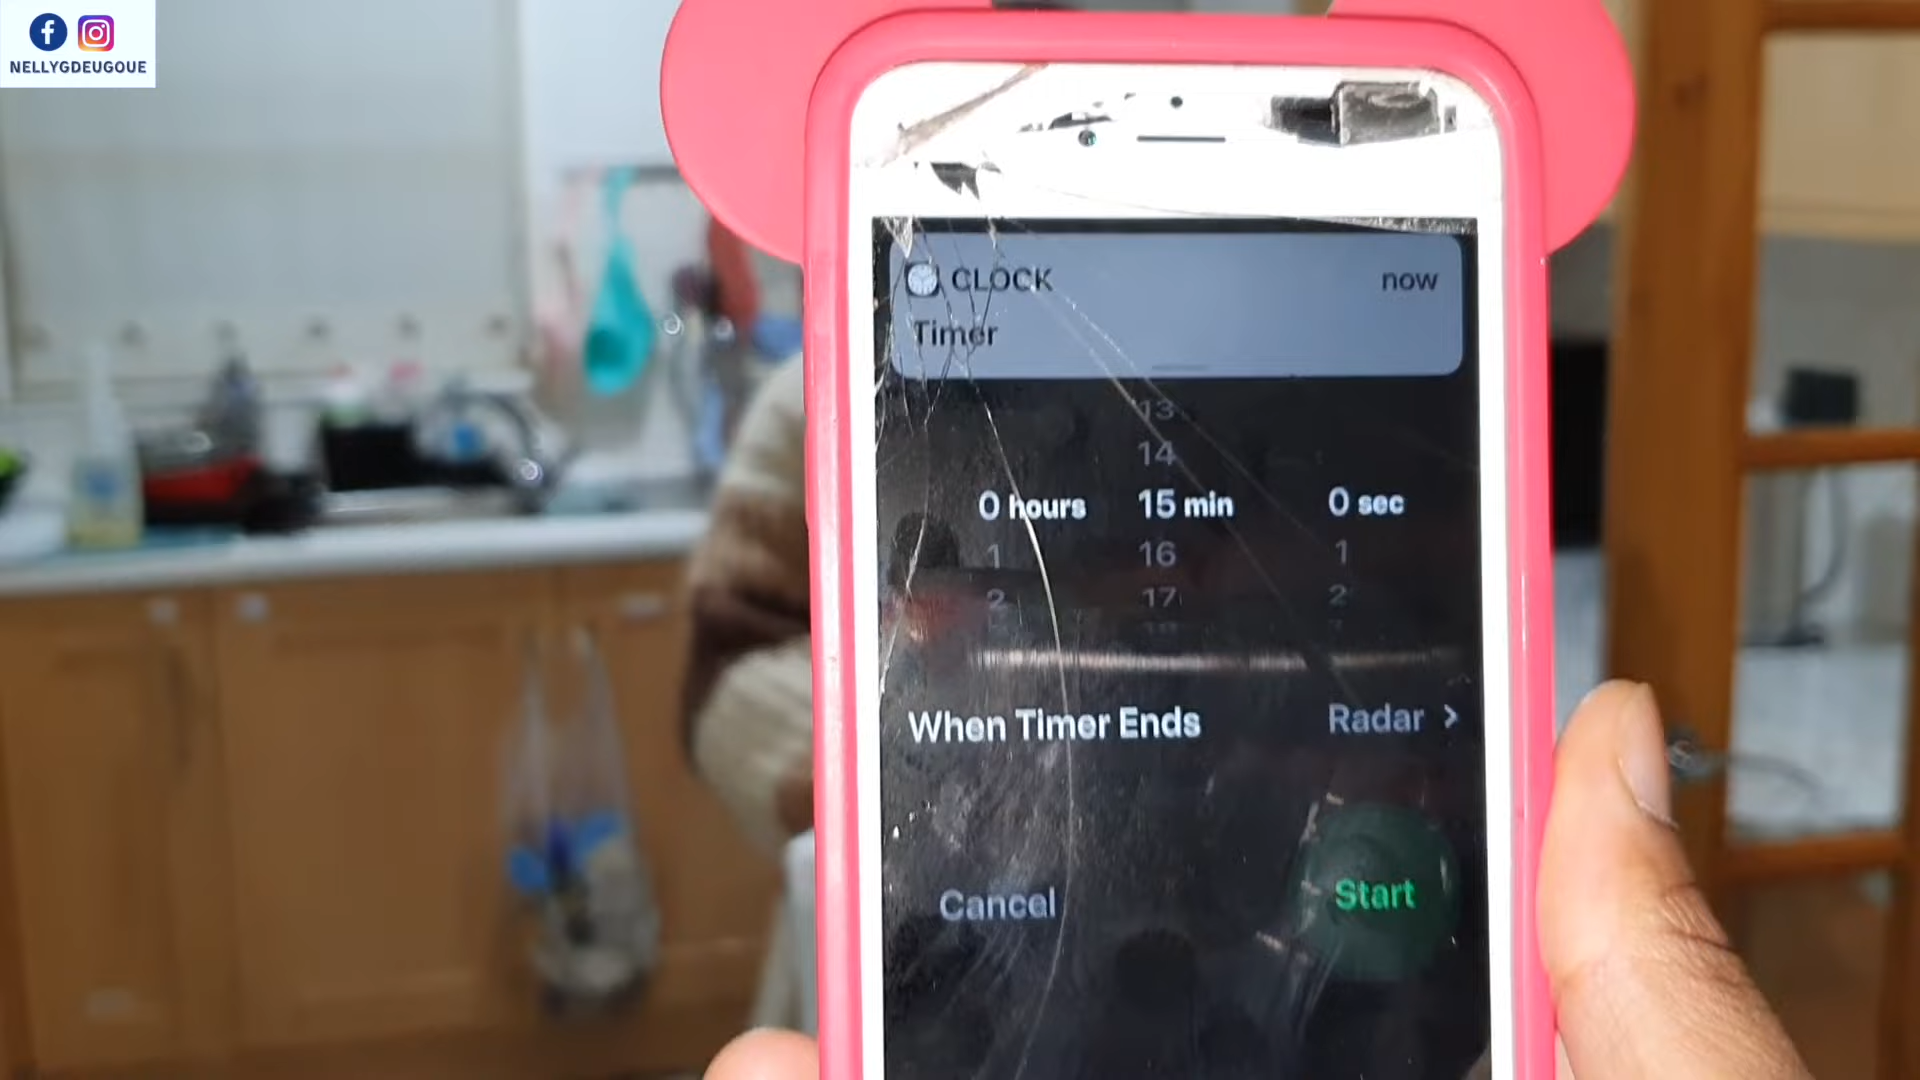 NELLYGDEUGOUE
CLOCK now
Timer
13
14
0 hours 15 min 0 sec
1 16 1
2 17 2
When Timer Ends Radar >
Cancel Start